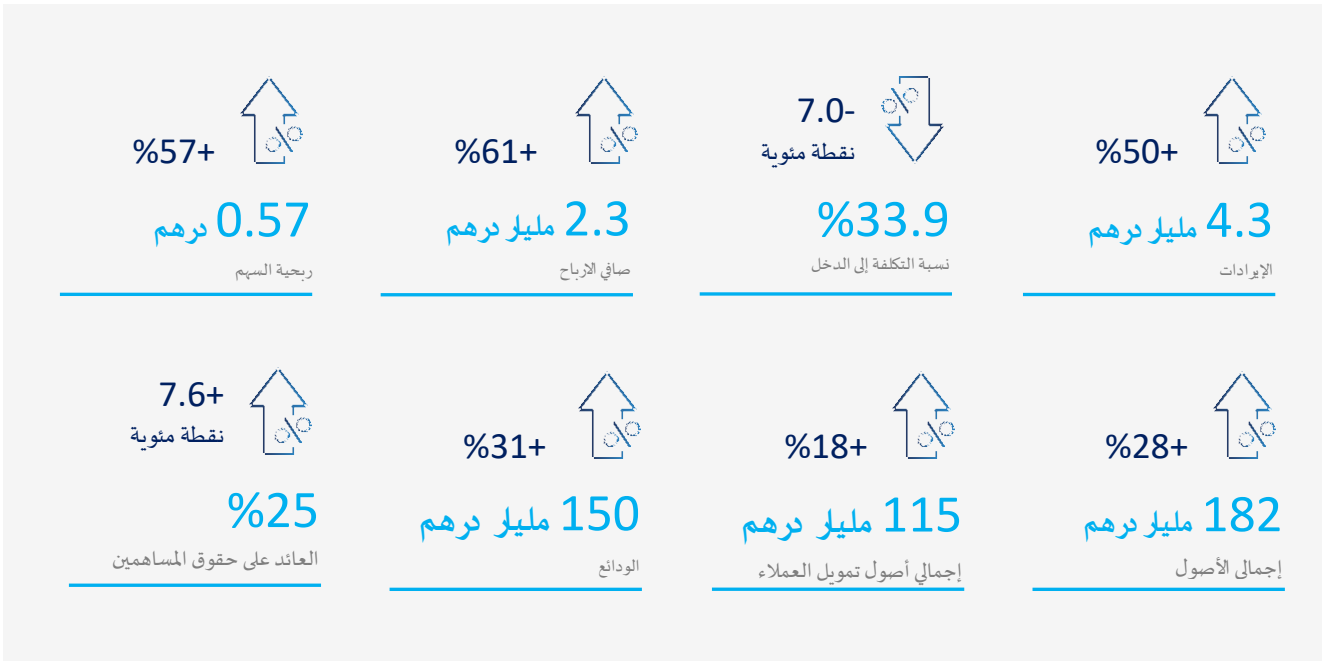 %50+
4.3 مليار درهم
الإيرادات
7.0-
نقطة مئوية
%33.9
نسبة التكلفة إلى الدخل
%61+
2.3 مليار درهم
صافي الارباح
%57+
0.57 درهم
ربحية السهم
%28+
182 مليار درهم
إجمالى الأصول
%18+
115 مليار درهم
إجمالي أصول تمويل العملاء
%31+
150 مليار درهم
الودائع
7.6+
نقطة مئوية
%25
العائد على حقوق المساهمين